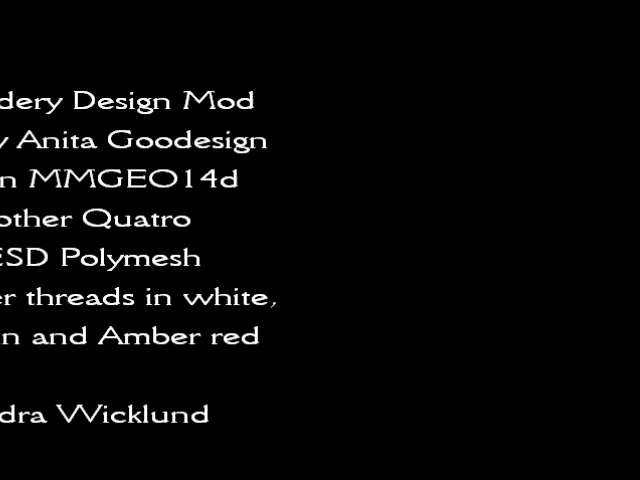 dery Design Mod
y Anita Goodesign
n MMGEO14d
other Quatro
ESD Polymesh
er threads in white,
n and Amber red
dra Wicklund